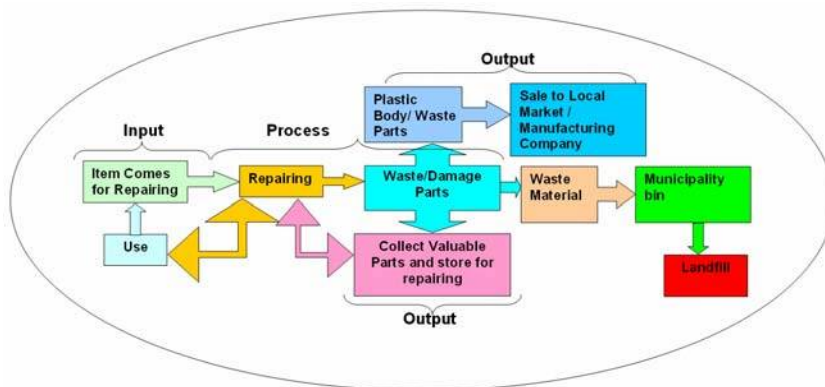 Output
Plastic
Body/ Waste
Parts
Sale to Local
Market /
Manufacturing
Company
Input
Process
Item Comes
for Repairing
Repairing
Waste/Damage
Parts
Waste
Material
Municipality
bin
Use
Collect Valuable
Parts and store for
repairing
Landfill
Output